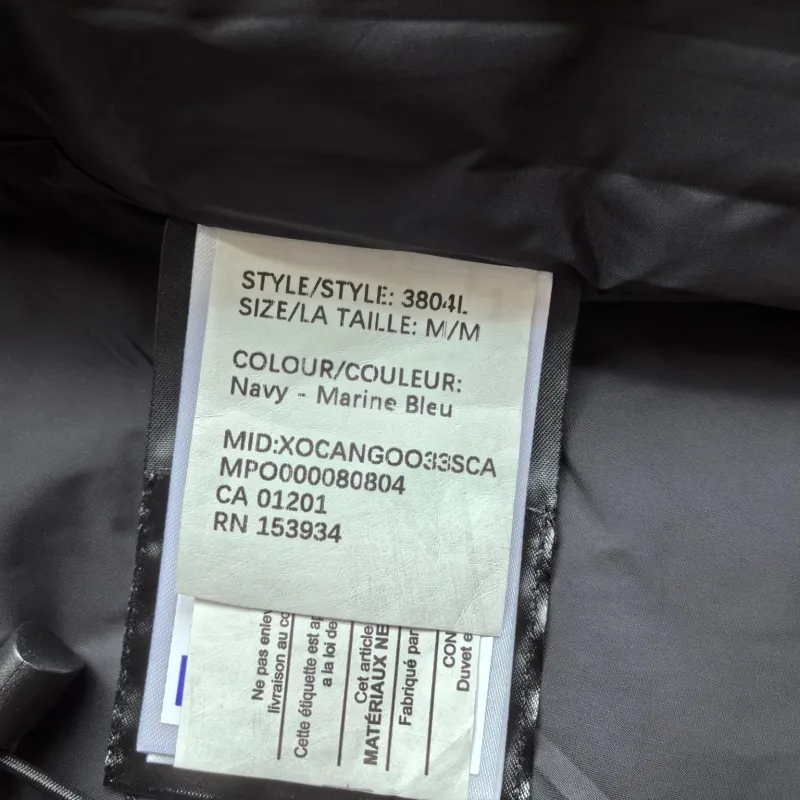 STYLE/STYLE: 3804L
SIZE/LA TAILLE: M/M
COLOUR/COULEUR:
Navy - Marine Bleu
MID:XOCANGOO33SCA
MPO000080804
CA 01201
RN 153934
Ne pas enlev
livraison au co
Cette étiquette est ap
a la loi de
Cet article
MATÉRIAUX NE
Fabriqué par
CON
Duvet e